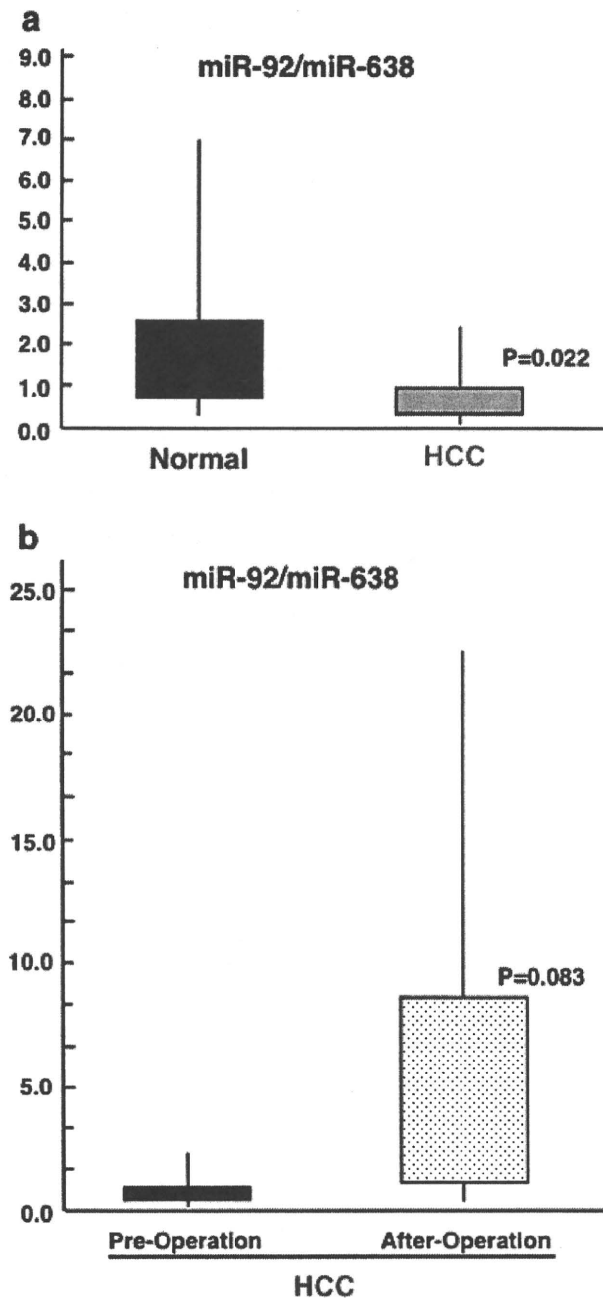 a
miR-92/miR-638
9.0
8.0
7.0
6.0
5.0
4.0
3.0
2.0
1.0
0.0
P=0.022
Normal HCC
b
miR-92/miR-638
25.0
20.0
15.0
10.0
5.0
0.0
P=0.083
Pre-Operation After-Operation
HCC